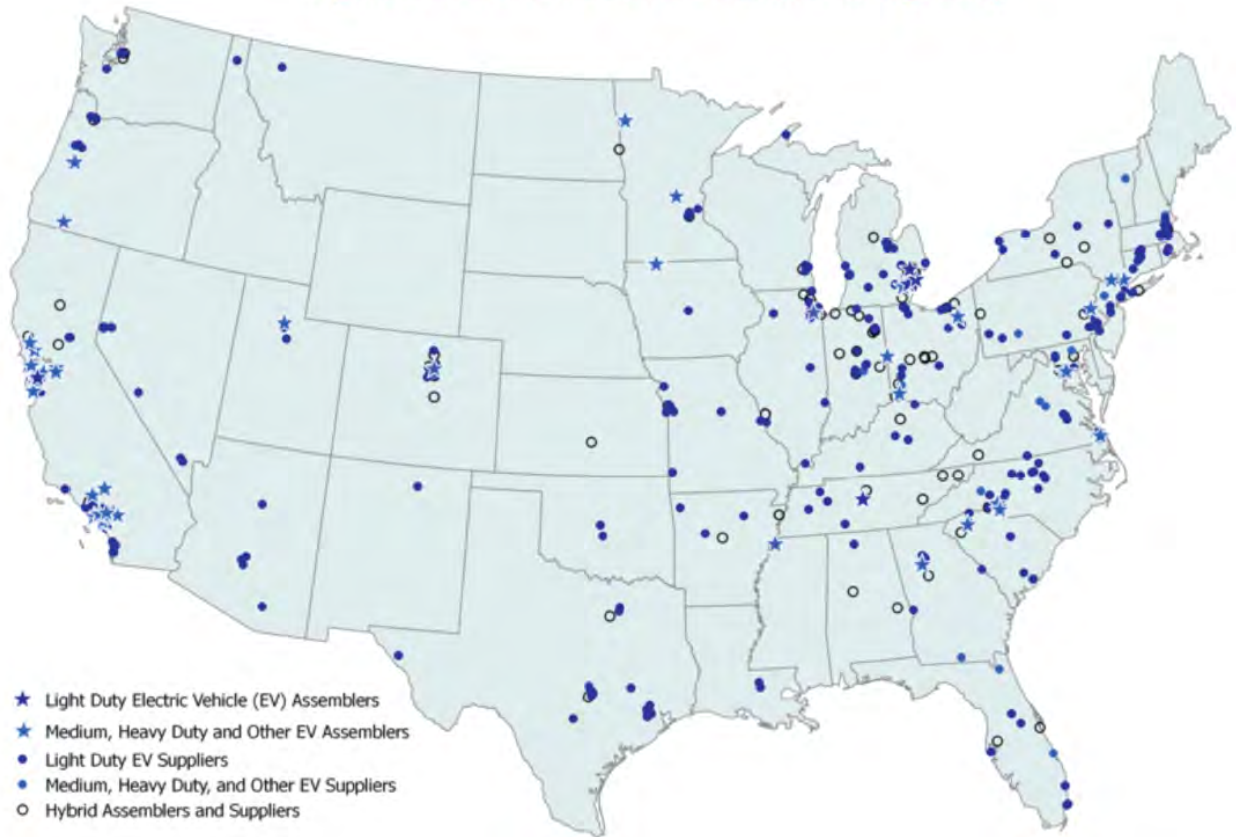 Light Duty Electric Vehicle (EV) Assemblers
Medium, Heavy Duty and Other EV Assemblers
Light Duty EV Suppliers
Medium, Heavy Duty, and Other EV Suppliers
Hybrid Assemblers and Suppliers